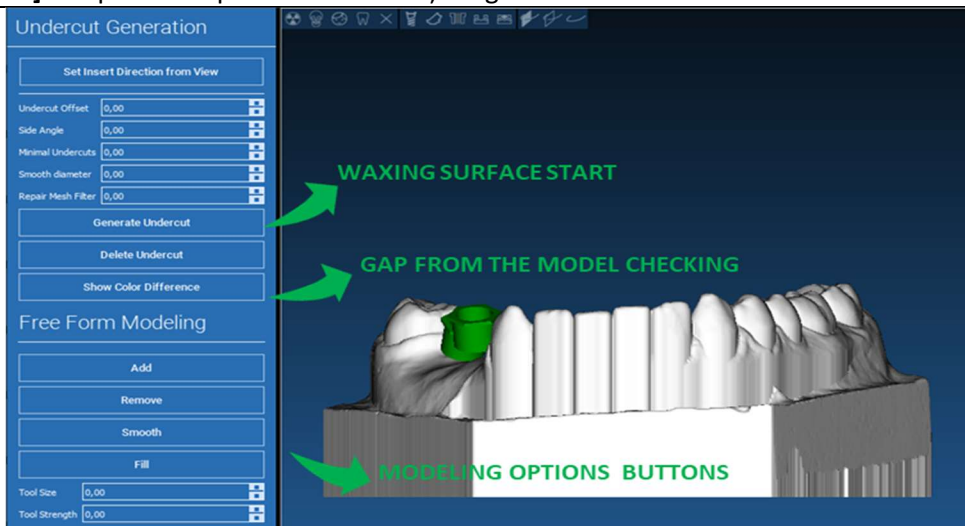 Undercut Generation
Set Insert Direction from View
Undercut Offset 0,00
Side Angle 0,00
Minimal Undercuts 0,00
Smooth diameter 0,00
Repair Mesh Filter 0,00
Generate Undercut
Delete Undercut
Show Color Difference
Free Form Modeling
Add
Remove
Smooth
Fill
Tool Size 0,00
Tool Strength 0,00
WAXING SURFACE START
GAP FROM THE MODEL CHECKING
MODELING OPTIONS BUTTONS